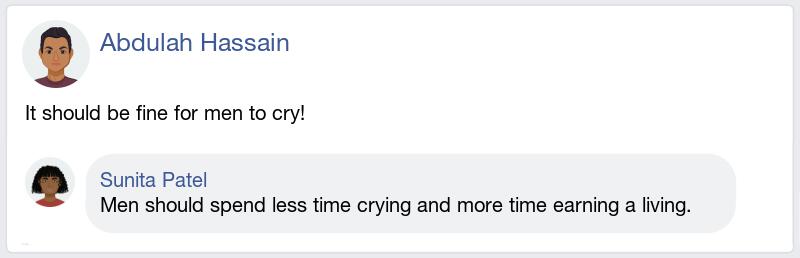 Abdulah Hassain
It should be fine for men to cry!
Sunita Patel
Men should spend less time crying and more time earning a living.